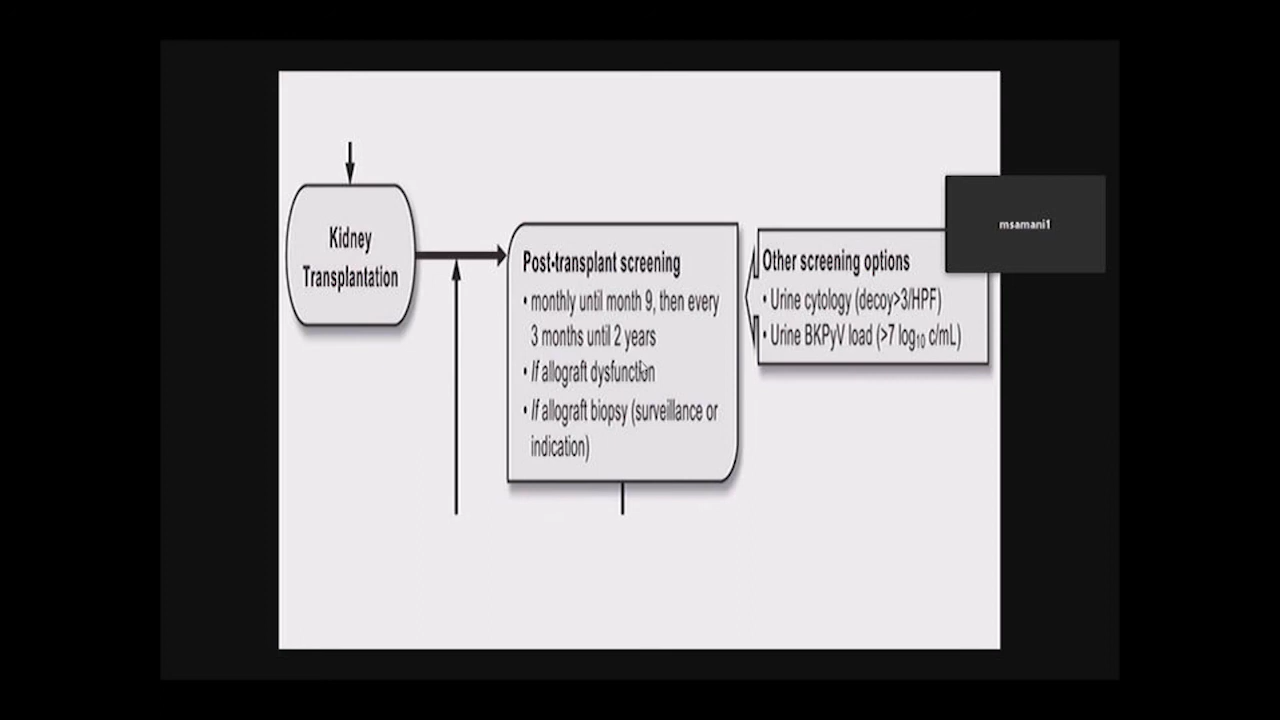 Kidney
Transplantation
Post-transplant screening
• monthly until month 9, then every
3 months until 2 years
• If allograft dysfunction
• If allograft biopsy (surveillance or
indication)
Other screening options
• Urine cytology (decoy>3/HPF)
• Urine BKPyV load (>7 log₁₀ c/mL)
msamani1